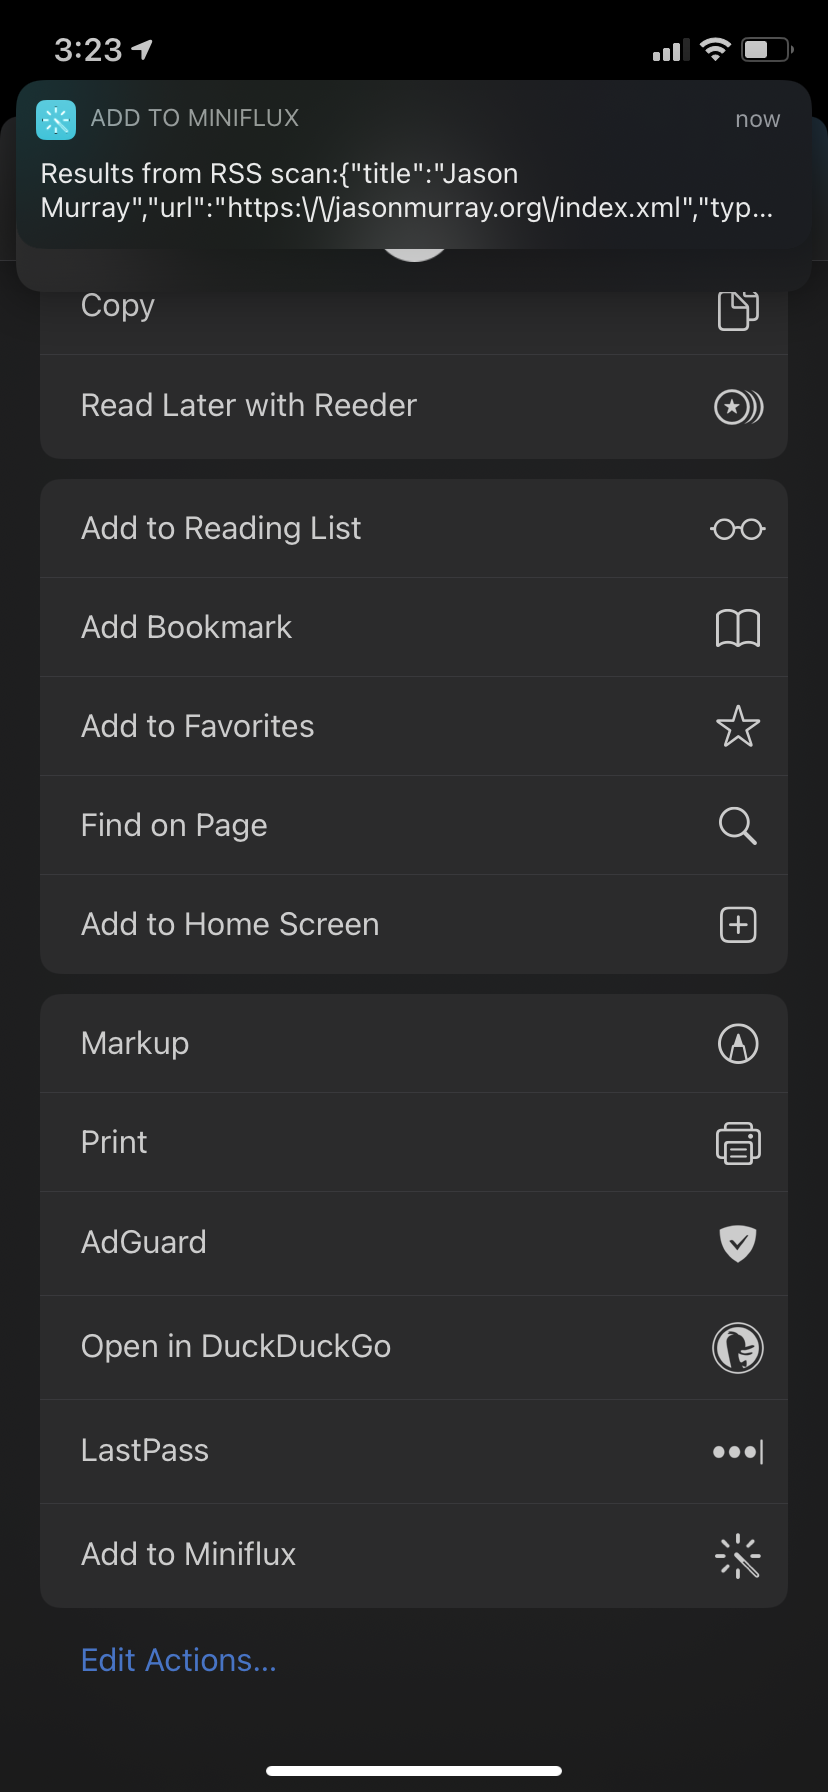 3:23
ADD TO MINIFLUX
now
Results from RSS scan:{"title":"Jason
Murray","url":"https:\/\/jasonmurray.org\/index.xml","typ...
Copy
Read Later with Reeder
Add to Reading List
Add Bookmark
Add to Favorites
Find on Page
Add to Home Screen
Markup
Print
AdGuard
Open in DuckDuckGo
LastPass
Add to Miniflux
Edit Actions...